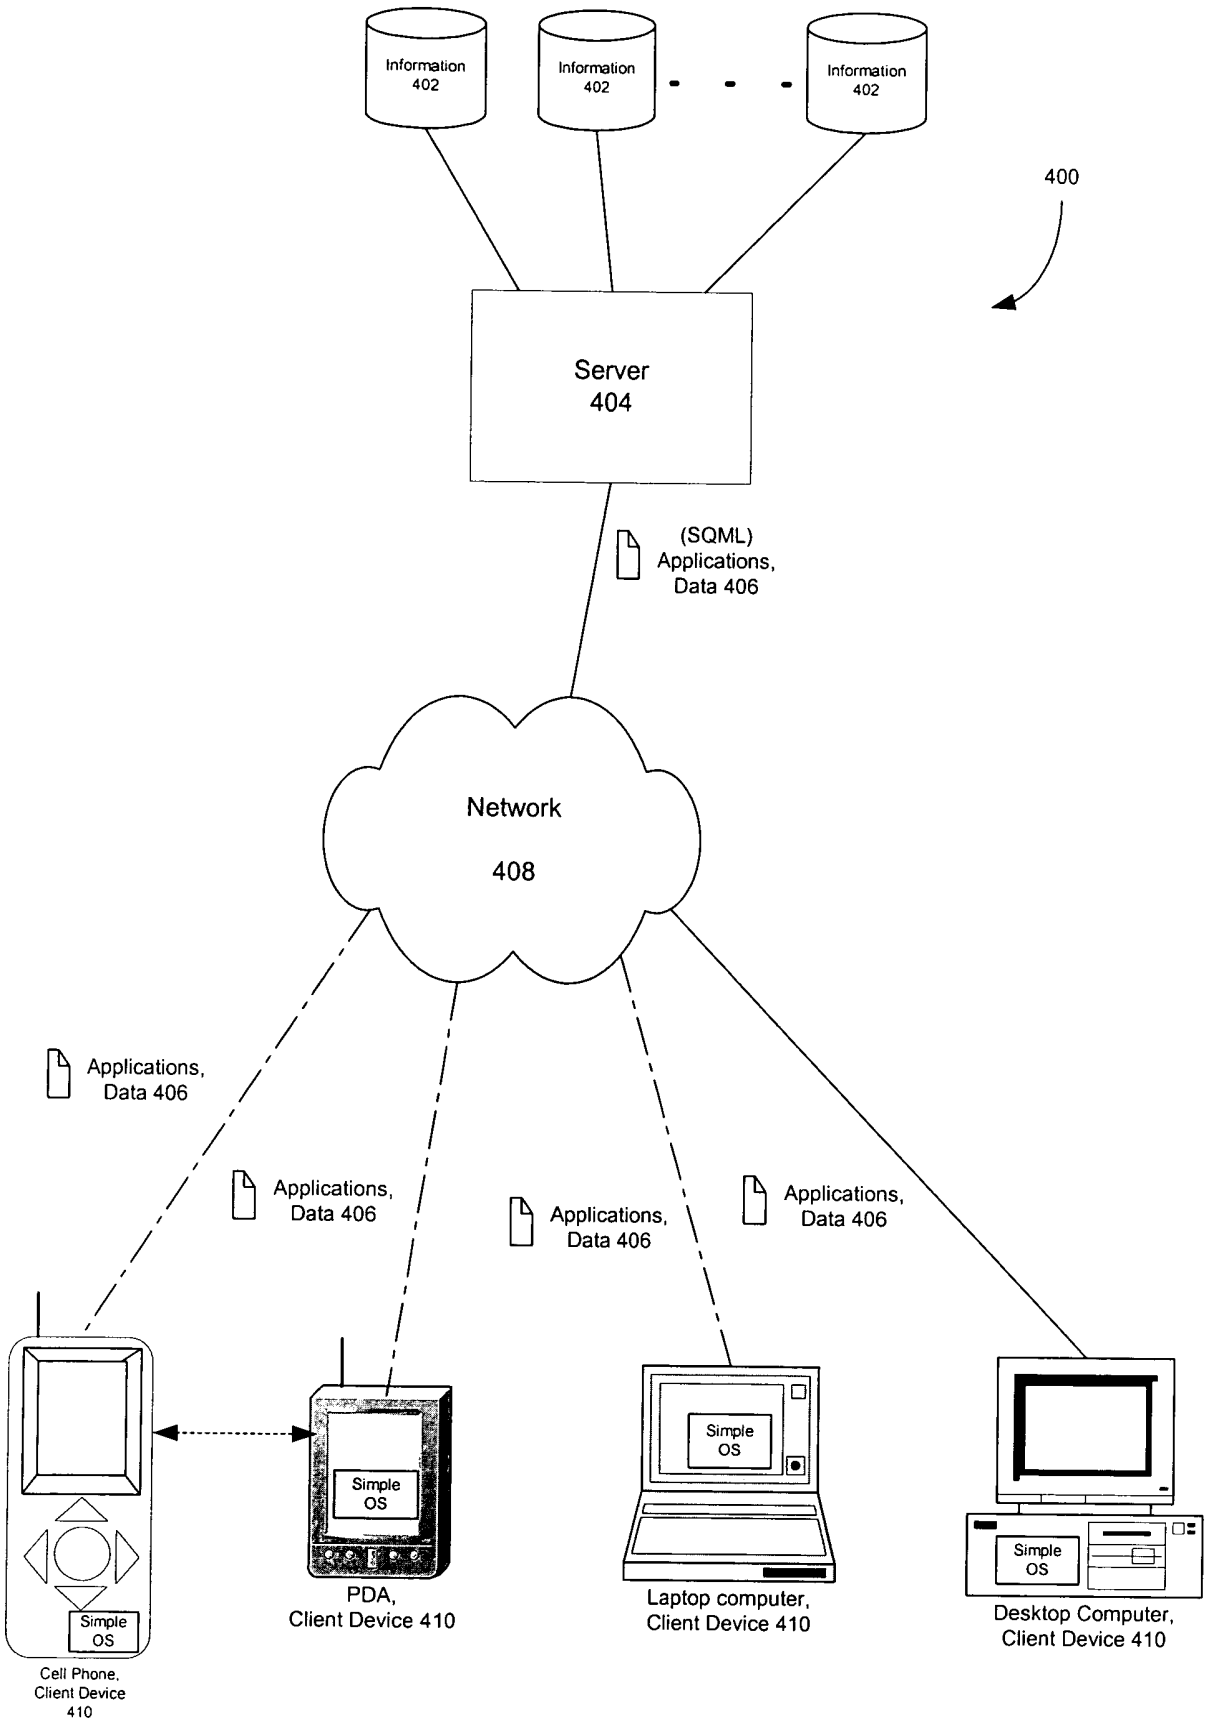 Information
402
Information
402
Information
402
400
Server
404
(SQML)
Applications,
Data 406
Network
408
Applications,
Data 406
Applications,
Data 406
Applications,
Data 406
Applications,
Data 406
Simple
OS
Simple
OS
Simple
OS
Simple
OS
PDA,
Client Device 410
Laptop computer,
Client Device 410
Desktop Computer,
Client Device 410
Cell Phone,
Client Device
410